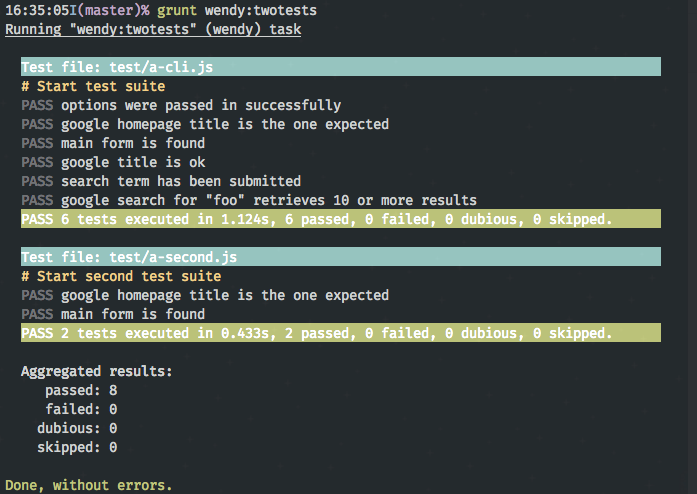 16:35:05I(master)% grunt wendy:twotests
Running "wendy:twotests" (wendy) task
Test file: test/a-cli.js
# Start test suite
PASS options were passed in successfully
PASS google homepage title is the one expected
PASS main form is found
PASS google title is ok
PASS search term has been submitted
PASS google search for "foo" retrieves 10 or more results
PASS 6 tests executed in 1.124s, 6 passed, 0 failed, 0 dubious, 0 skipped.
Test file: test/a-second.js
# Start second test suite
PASS google homepage title is the one expected
PASS main form is found
PASS 2 tests executed in 0.433s, 2 passed, 0 failed, 0 dubious, 0 skipped.
Aggregated results:
passed: 8
failed: 0
dubious: 0
skipped: 0
Done, without errors.